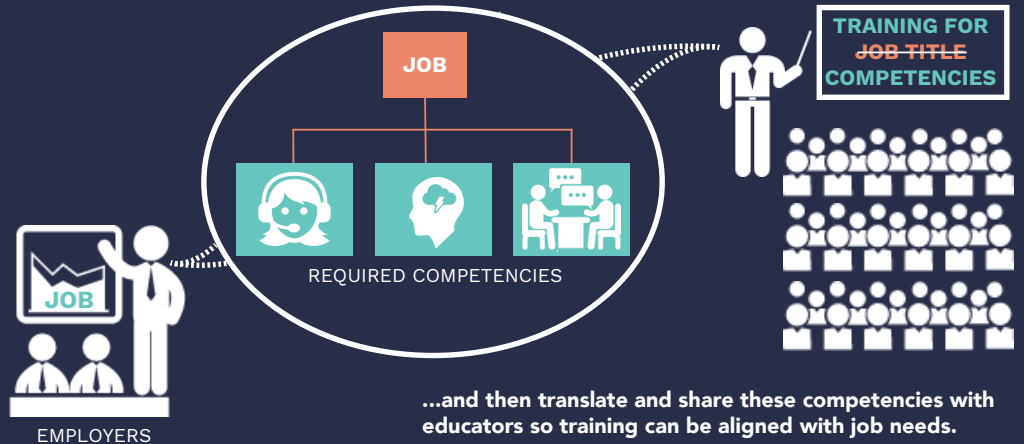 JOB
TRAINING FOR
JOB TITLE
COMPETENCIES
REQUIRED COMPETENCIES
JOB
EMPLOYERS
...and then translate and share these competencies with
educators so training can be aligned with job needs.